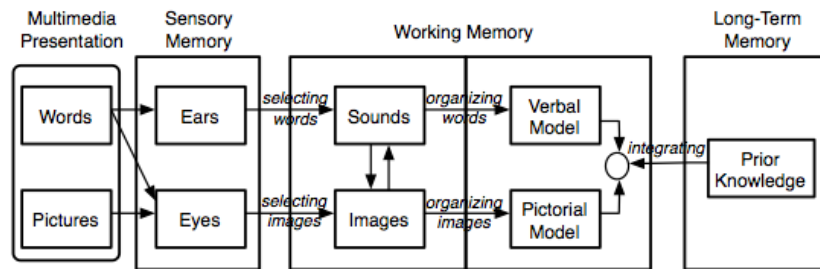 Multimedia
Presentation
Sensory
Memory
Working Memory
Long-Term
Memory
Words
Ears
selecting
words
Sounds
organizing
words
Verbal
Model
integrating
Prior
Knowledge
Pictures
Eyes
selecting
images
Images
organizing
images
Pictorial
Model